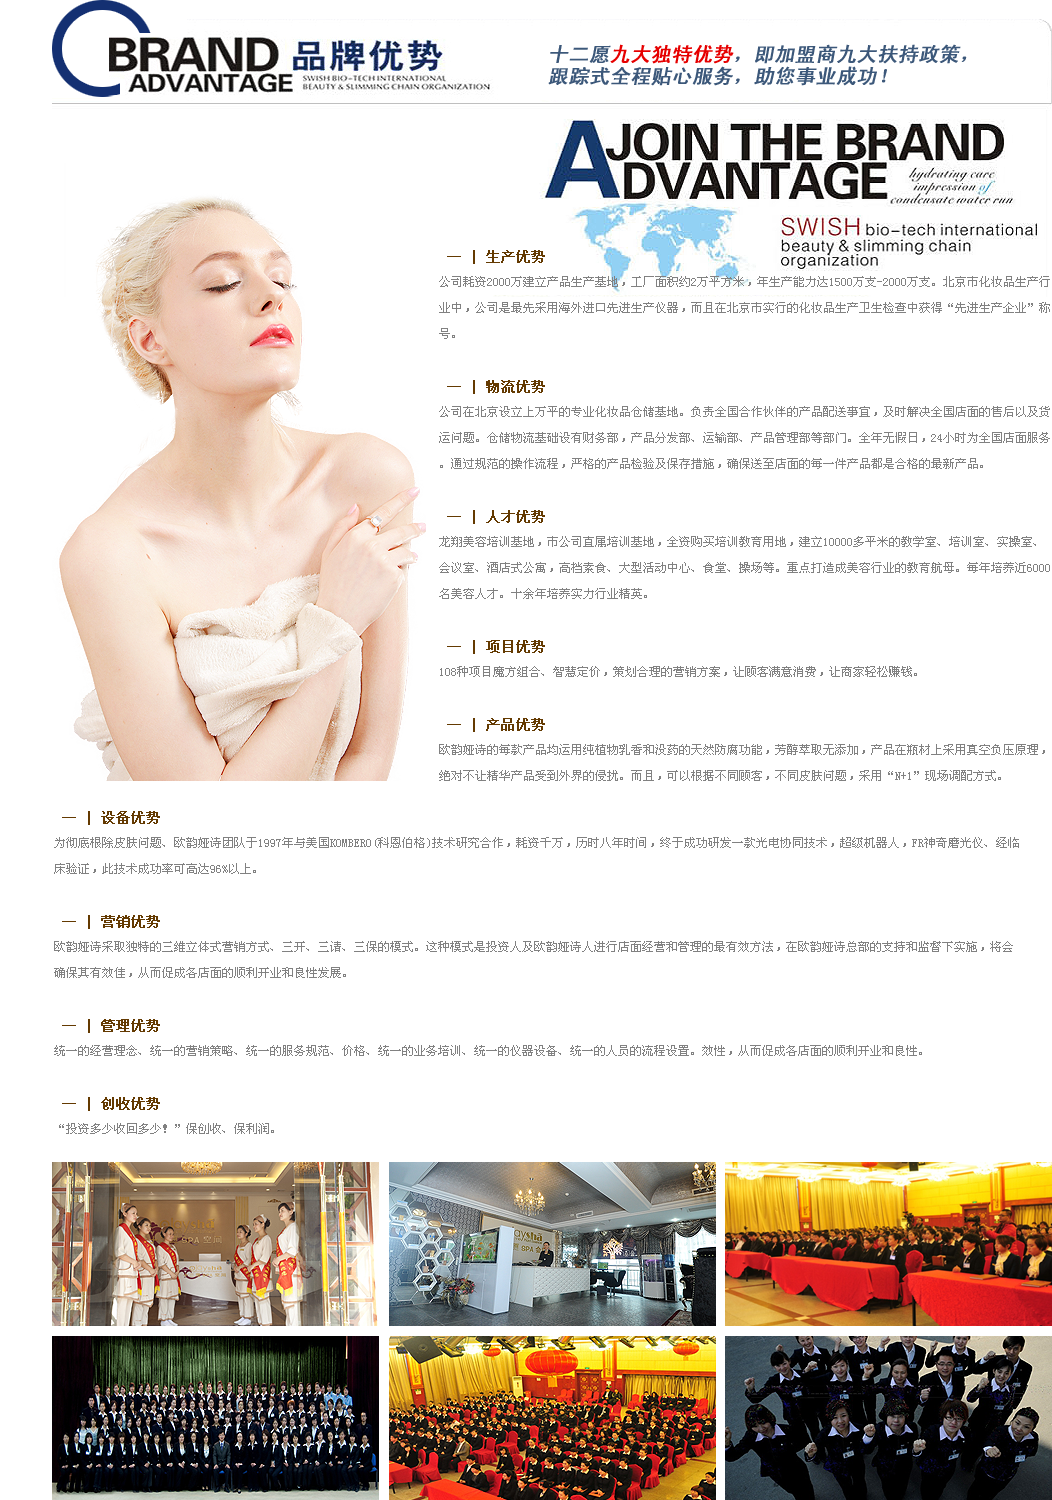 BRAND 品牌优势
ADVANTAGE SWISH BIO-TECH INTERNATIONAL
BEAUTY & SLIMMING CHAIN ORGANIZATION
十二愿九大独特优势，即加盟商九大扶持政策，
跟踪式全程贴心服务，助您事业成功！
AJOIN THE BRAND
ADVANTAGE
hydrating care
impression of
condensate water run
SWISH bio-tech international
beauty & slimming chain
organization
一 | 生产优势
公司耗资2000万建立产品生产基地，工厂面积约2万平方米，年生产能力达1500万支-2000万支。北京市化妆品生产行
业中，公司是最先采用海外进口先进生产仪器，而且在北京市实行的化妆品生产卫生检查中获得“先进生产企业”称
号。
一 | 物流优势
公司在北京设立上万平的专业化妆品仓储基地。负责全国合作伙伴的产品配送事宜，及时解决全国店面的售后以及货
运问题。仓储物流基础设有财务部，产品分发部、运输部、产品管理部等部门。全年无假日，24小时为全国店面服务
。通过规范的操作流程，严格的产品检验及保存措施，确保送至店面的每一件产品都是合格的最新产品。
一 | 人才优势
龙翔美容培训基地，市公司直属培训基地，全资购买培训教育用地，建立10000多平米的教学室、培训室、实操室、
会议室、酒店式公寓，高档素食、大型活动中心、食堂、操场等。重点打造成美容行业的教育航母。每年培养近6000
名美容人才。十余年培养实力行业精英。
一 | 项目优势
108种项目魔方组合、智慧定价，策划合理的营销方案，让顾客满意消费，让商家轻松赚钱。
一 | 产品优势
欧韵娅诗的每款产品均运用纯植物乳香和没药的天然防腐功能，芳醇萃取无添加，产品在瓶材上采用真空负压原理，
绝对不让精华产品受到外界的侵扰。而且，可以根据不同顾客，不同皮肤问题，采用“N+1”现场调配方式。
一 | 设备优势
为彻底根除皮肤问题、欧韵娅诗团队于1997年与美国KOMBERO(科恩伯格)技术研究合作，耗资千万，历时八年时间，终于成功研发一款光电协同技术，超级机器人，FR神奇磨光仪、经临
床验证，此技术成功率可高达96%以上。
一 | 营销优势
欧韵娅诗采取独特的三维立体式营销方式、三开、三请、三保的模式。这种模式是投资人及欧韵娅诗人进行店面经营和管理的最有效方法，在欧韵娅诗总部的支持和监督下实施，将会
确保其有效佳，从而促成各店面的顺利开业和良性发展。
一 | 管理优势
统一的经营理念、统一的营销策略、统一的服务规范、价格、统一的业务培训、统一的仪器设备、统一的人员的流程设置。效性，从而促成各店面的顺利开业和良性。
一 | 创收优势
“投资多少收回多少！”保创收、保利润。
SPA 空间